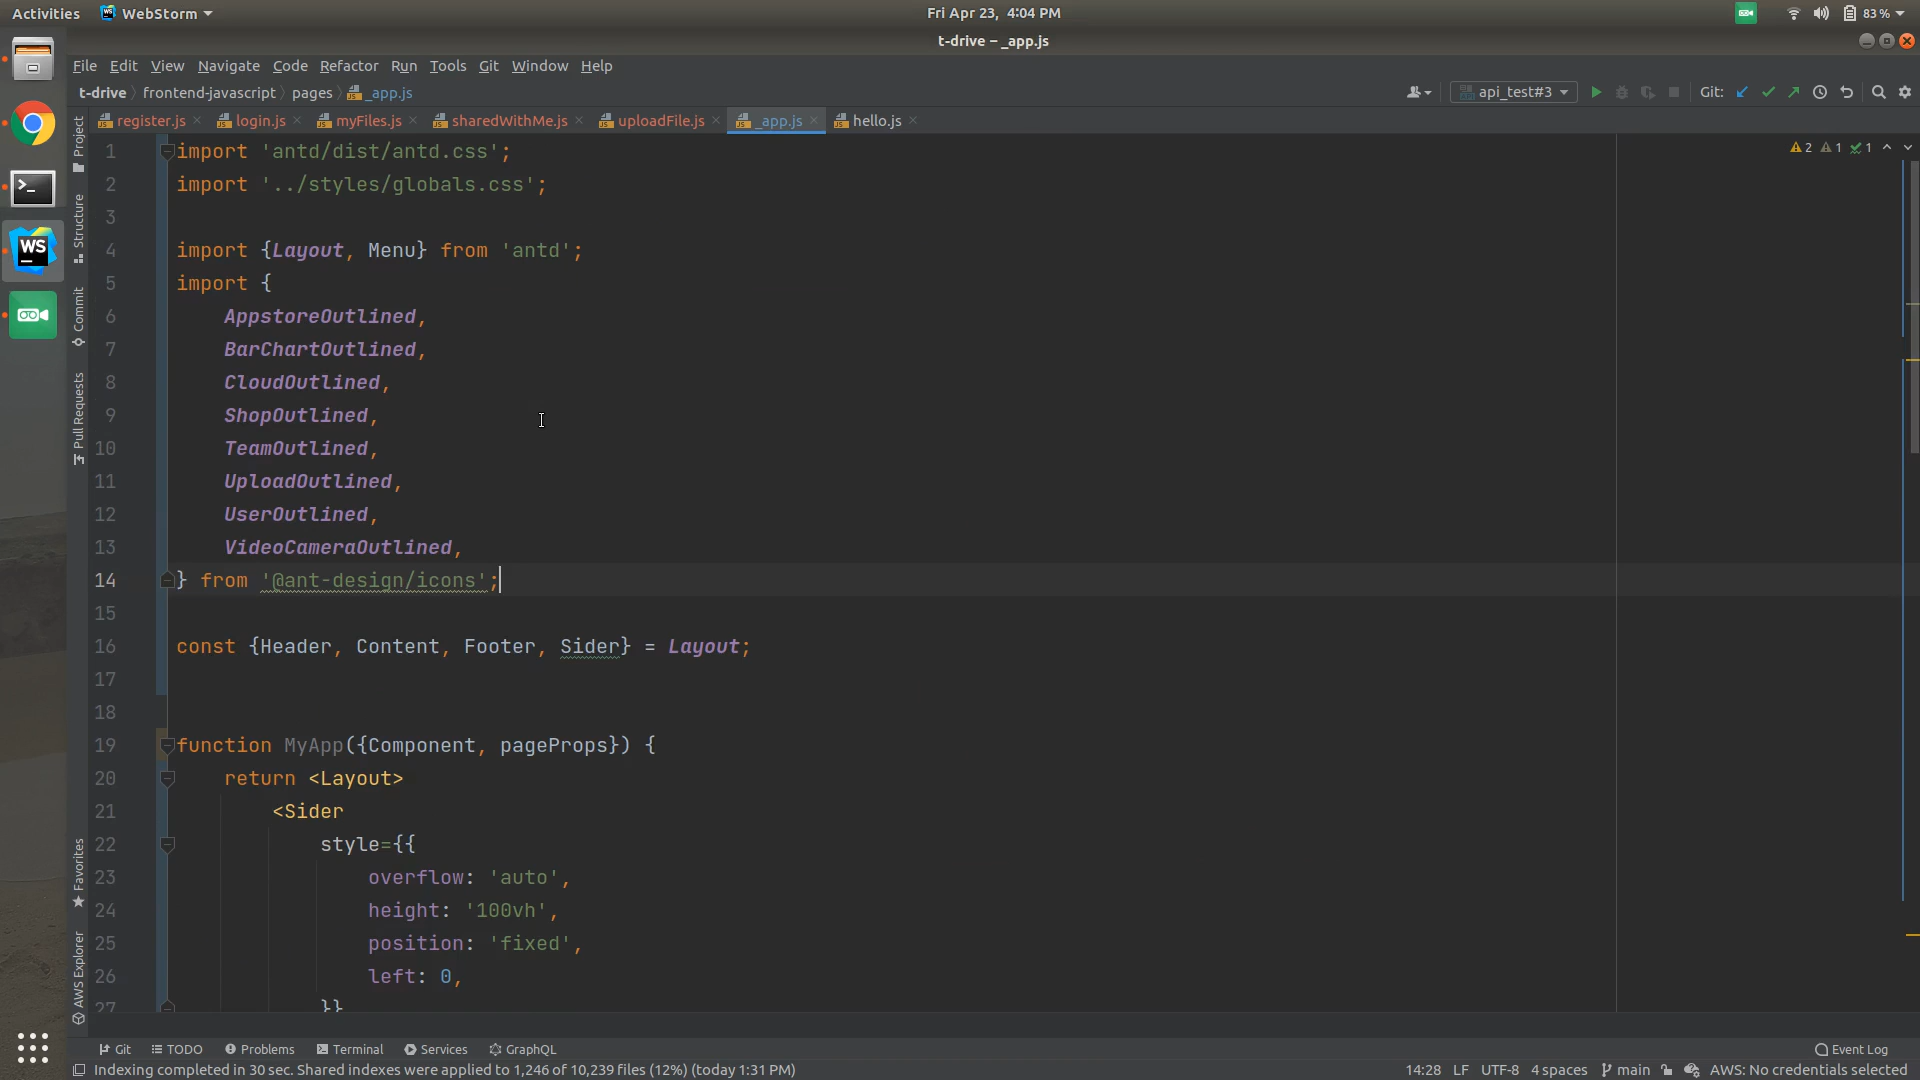 Activities WebStorm Fri Apr 23, 4:04 PM 83 %
t-drive – _app.js
File Edit View Navigate Code Refactor Run Tools Git Window Help
t-drive frontend-javascript pages _app.js api_test#3 Git:
register.js login.js myFiles.js sharedWithMe.js uploadFile.js _app.js hello.js
2 1 1
1 import 'antd/dist/antd.css';
2 import '../styles/globals.css';
3
4 import {Layout, Menu} from 'antd';
5 import {
6 AppstoreOutlined,
7 BarChartOutlined,
8 CloudOutlined,
9 ShopOutlined,
10 TeamOutlined,
11 UploadOutlined,
12 UserOutlined,
13 VideoCameraOutlined,
14 } from '@ant-design/icons';
15
16 const {Header, Content, Footer, Sider} = Layout;
17
18
19 function MyApp({Component, pageProps}) {
20 return <Layout>
21 <Sider
22 style={{
23 overflow: 'auto',
24 height: '100vh',
25 position: 'fixed',
26 left: 0,
27 }}
Project
Structure
Commit
Pull Requests
Favorites
AWS Explorer
WS
Git TODO Problems Terminal Services GraphQL Event Log
Indexing completed in 30 sec. Shared indexes were applied to 1,246 of 10,239 files (12%) (today 1:31 PM) 14:28 LF UTF-8 4 spaces main AWS: No credentials selected